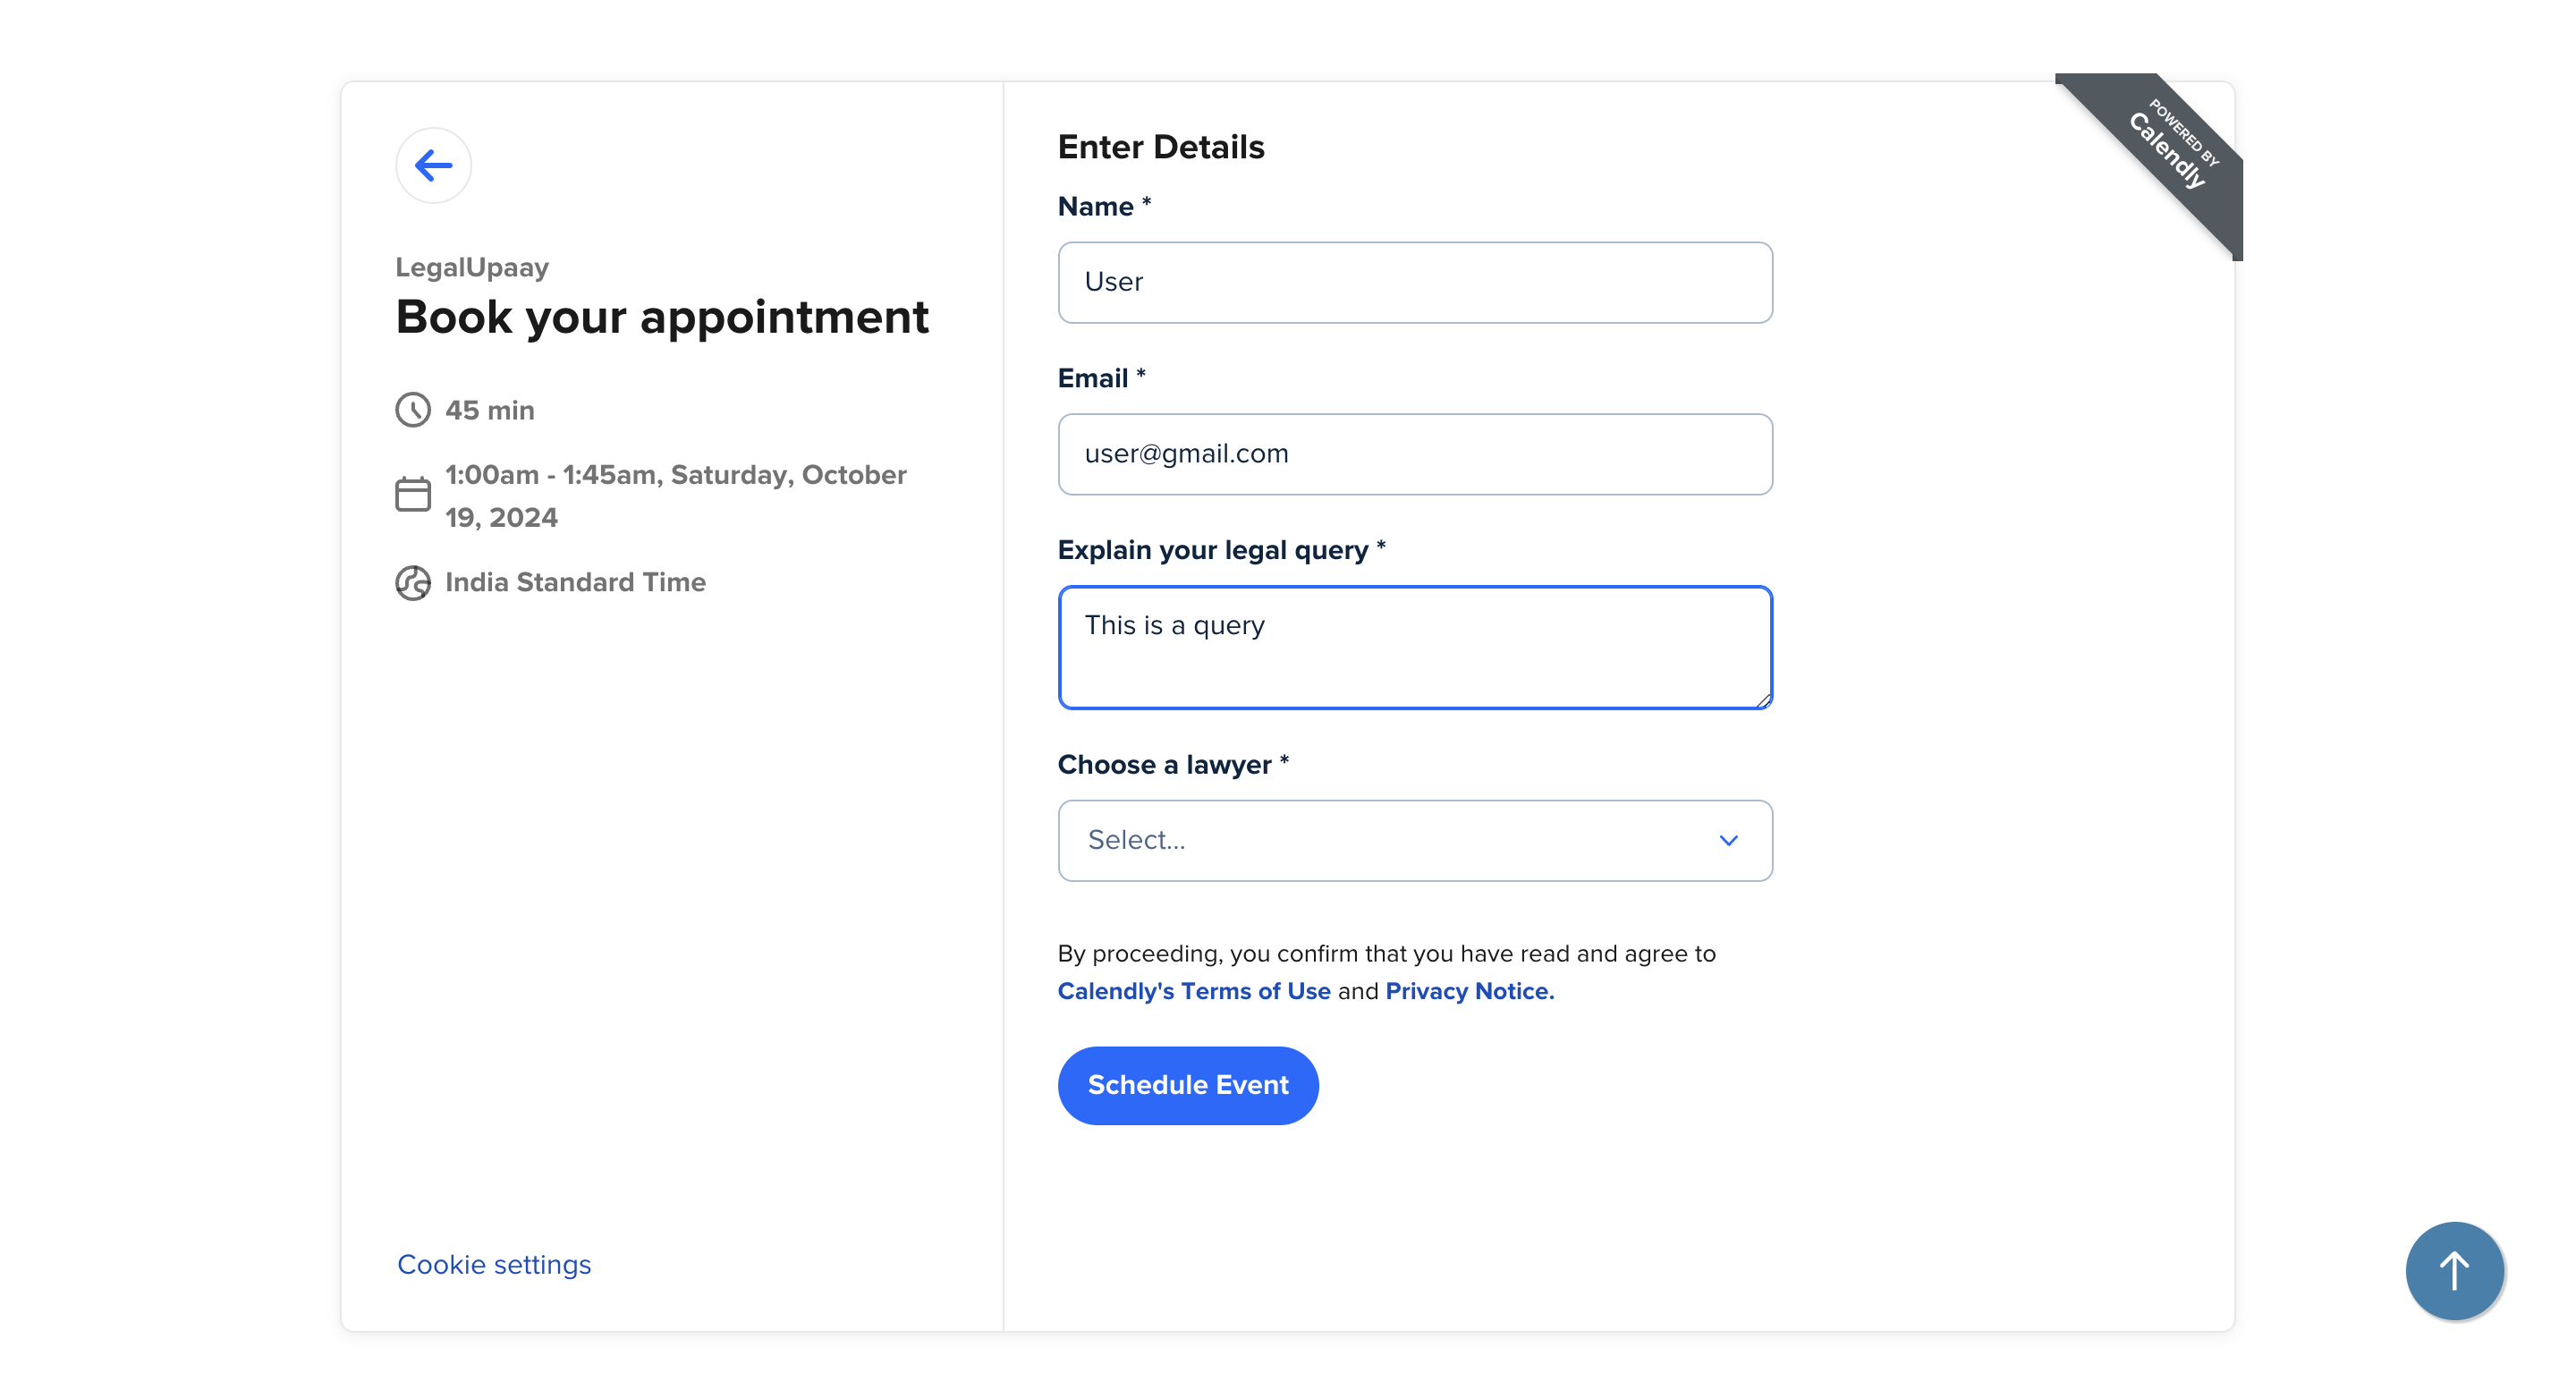 LegalUpaay
Book your appointment
45 min
1:00am - 1:45am, Saturday, October
19, 2024
India Standard Time
Cookie settings
Enter Details
Name *
User
Email *
user@gmail.com
Explain your legal query *
This is a query
Choose a lawyer *
Select...
By proceeding, you confirm that you have read and agree to
Calendly's Terms of Use and Privacy Notice.
Schedule Event
POWERED BY
Calendly